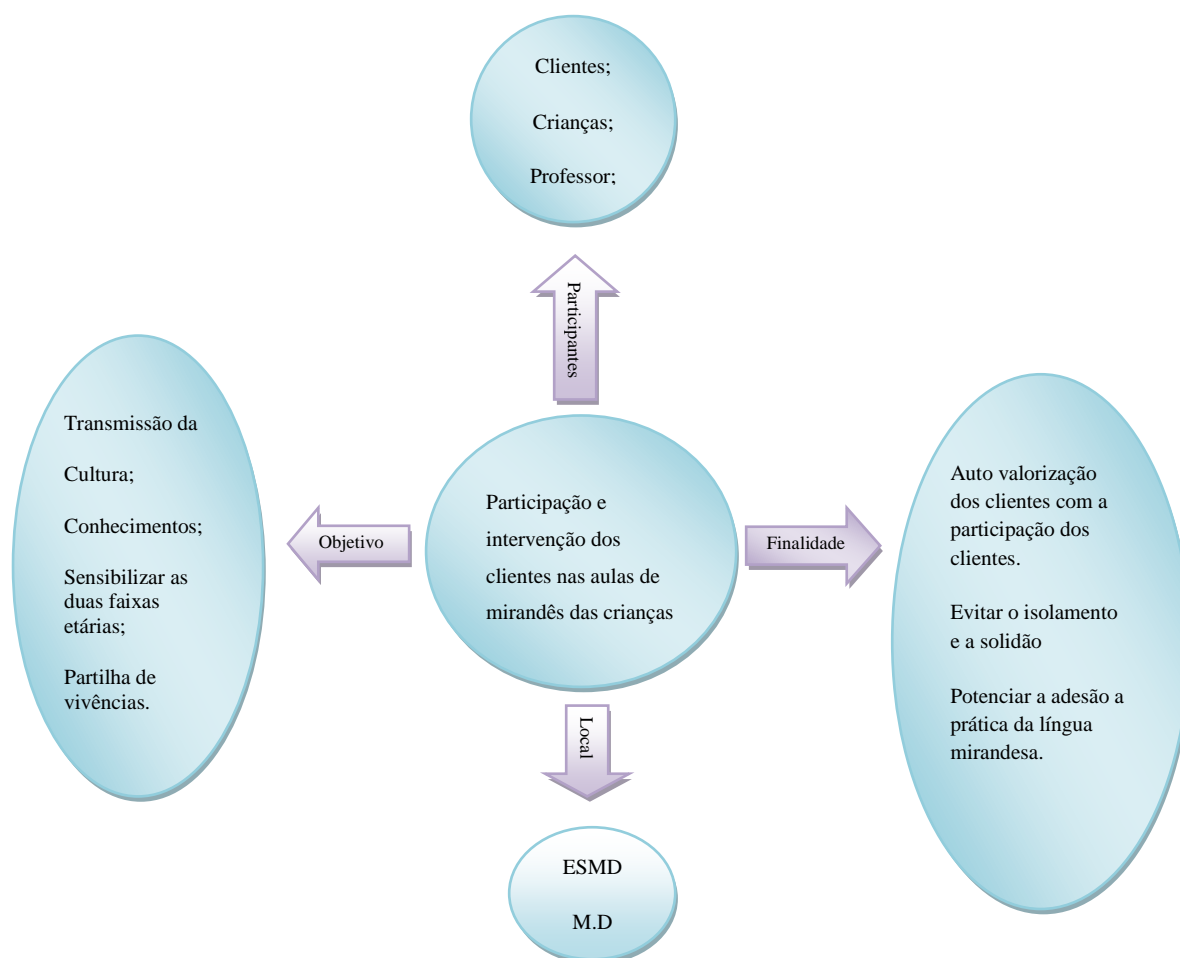 Clientes;
Crianças;
Professor;
Participantes
Transmissão da
Cultura;
Conhecimentos;
Sensibilizar as
duas faixas
etárias;
Partilha de
vivências.
Objetivo
Participação e
intervenção dos
clientes nas aulas de
mirandês das crianças
Finalidade
Auto valorização
dos clientes com a
participação dos
clientes.
Evitar o isolamento
e a solidão
Potenciar a adesão a
prática da língua
mirandesa.
Local
ESMD
M.D